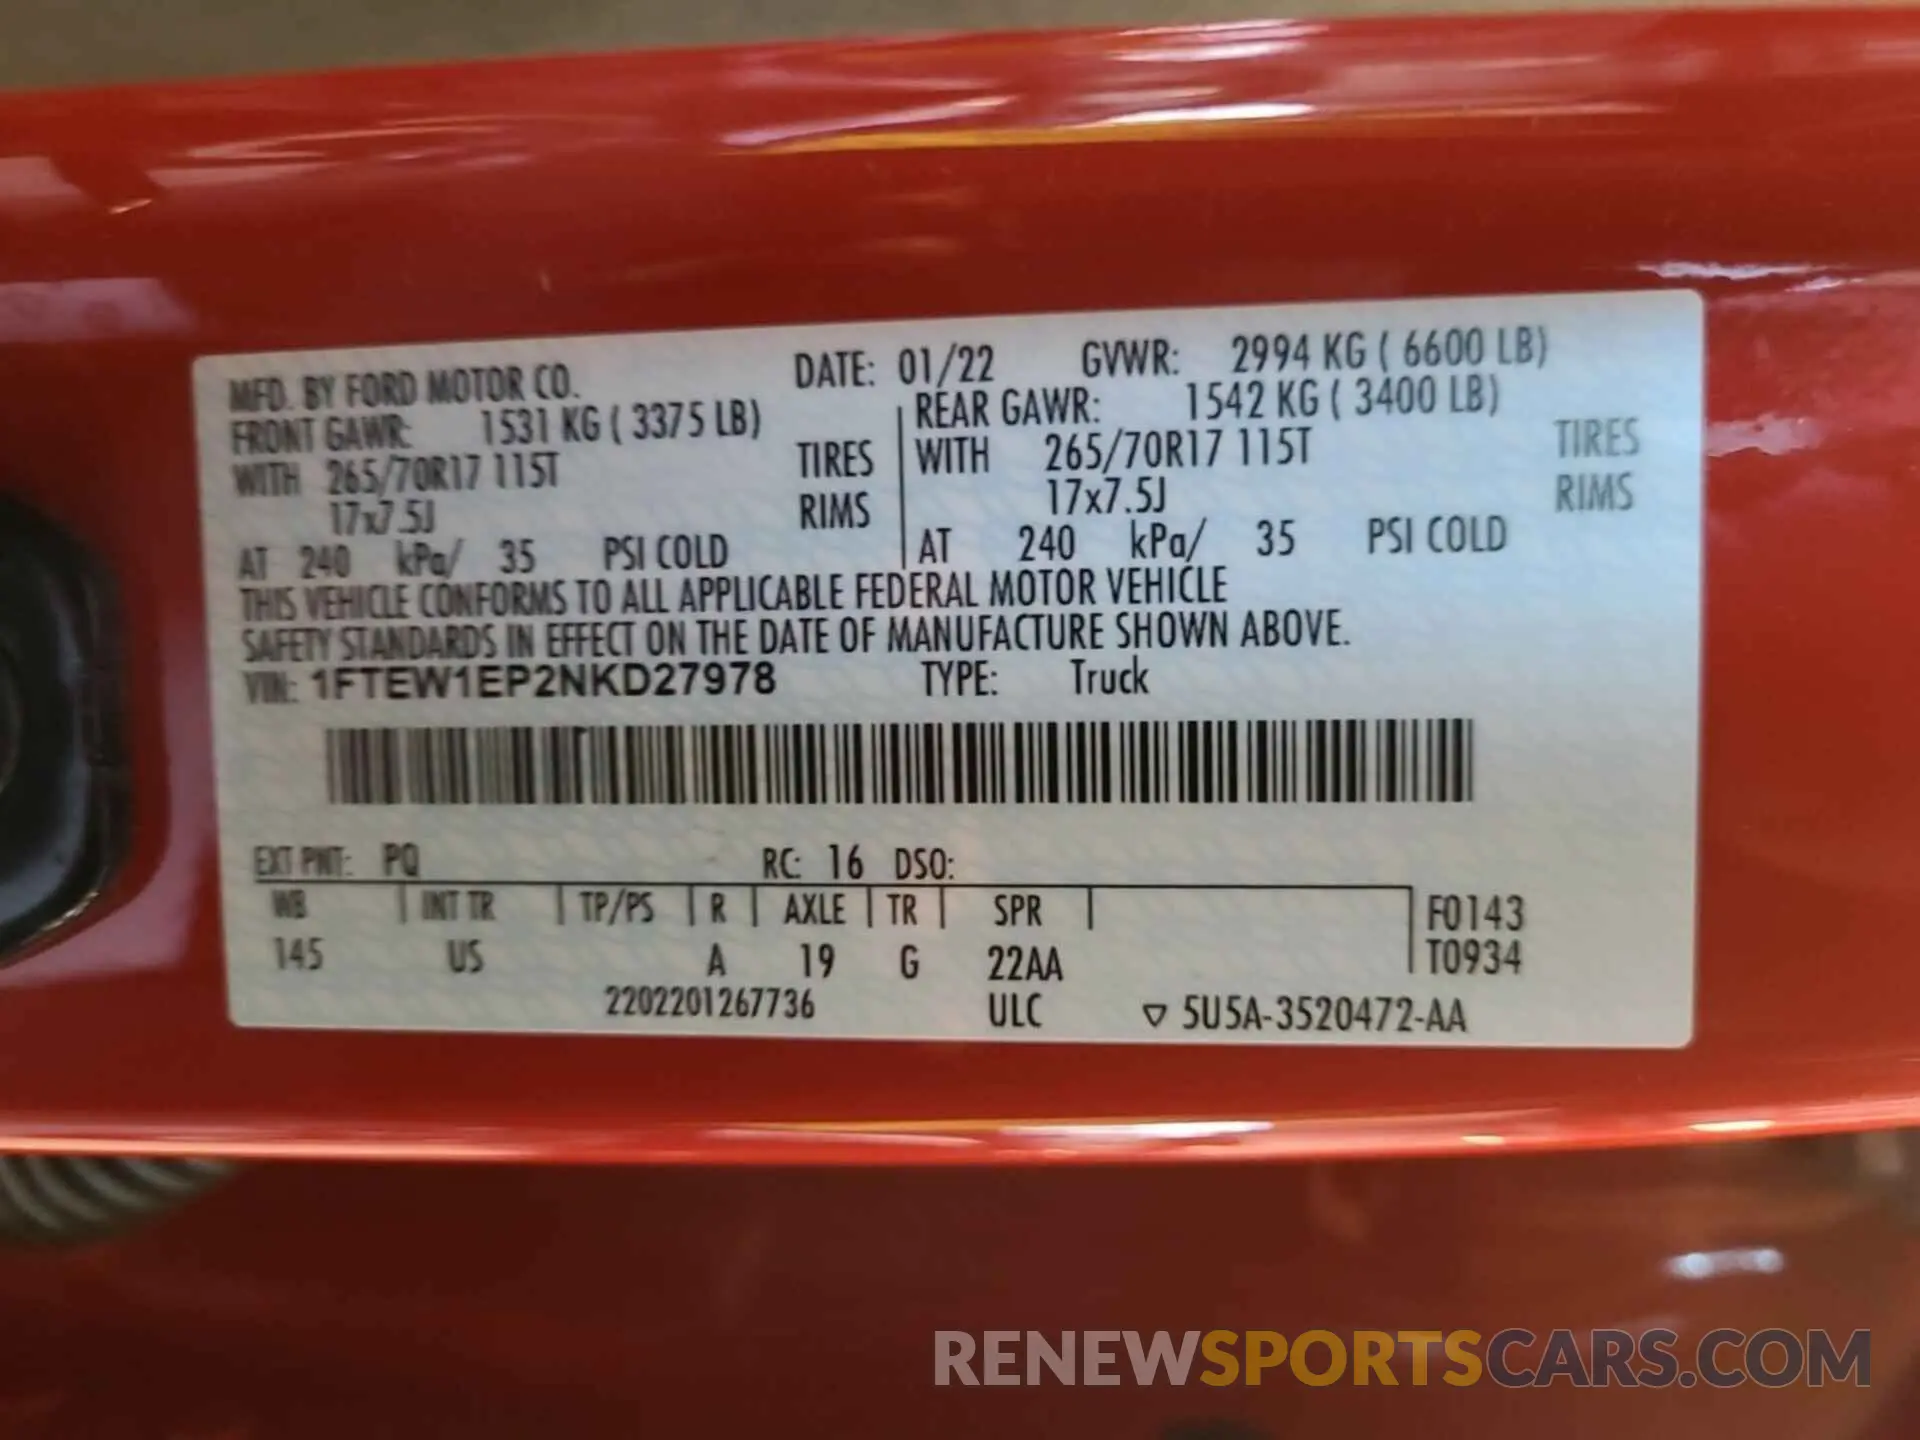 MFD. BY FORD MOTOR CO. DATE: 01/22 GVWR: 2994 KG ( 6600 LB)
FRONT GAWR: 1531 KG ( 3375 LB) REAR GAWR: 1542 KG ( 3400 LB)
WITH 265/70R17 115T TIRES WITH 265/70R17 115T TIRES
17x7.5J RIMS 17x7.5J RIMS
AT 240 kPa/ 35 PSI COLD AT 240 kPa/ 35 PSI COLD
THIS VEHICLE CONFORMS TO ALL APPLICABLE FEDERAL MOTOR VEHICLE
SAFETY STANDARDS IN EFFECT ON THE DATE OF MANUFACTURE SHOWN ABOVE.
VIN: 1FTEW1EP2NKD27978 TYPE: Truck
EXT PNT: PQ RC: 16 DSO:
WB INT TR TP/PS R AXLE TR SPR F0143
145 US A 19 G 22AA T0934
2202201267736 ULC ▽ 5U5A-3520472-AA
RENEWSPORTSCARS.COM